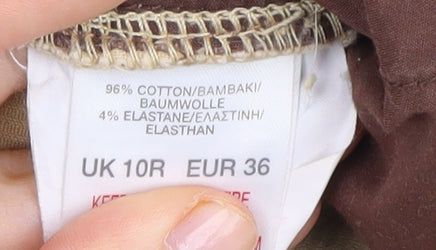 96% COTTON/BAMBAKI/
BAUMWOLLE
4% ELASTANE/ΕΛΑΣΤΙΝΗ/
ELASTHAN
UK 10R EUR 36